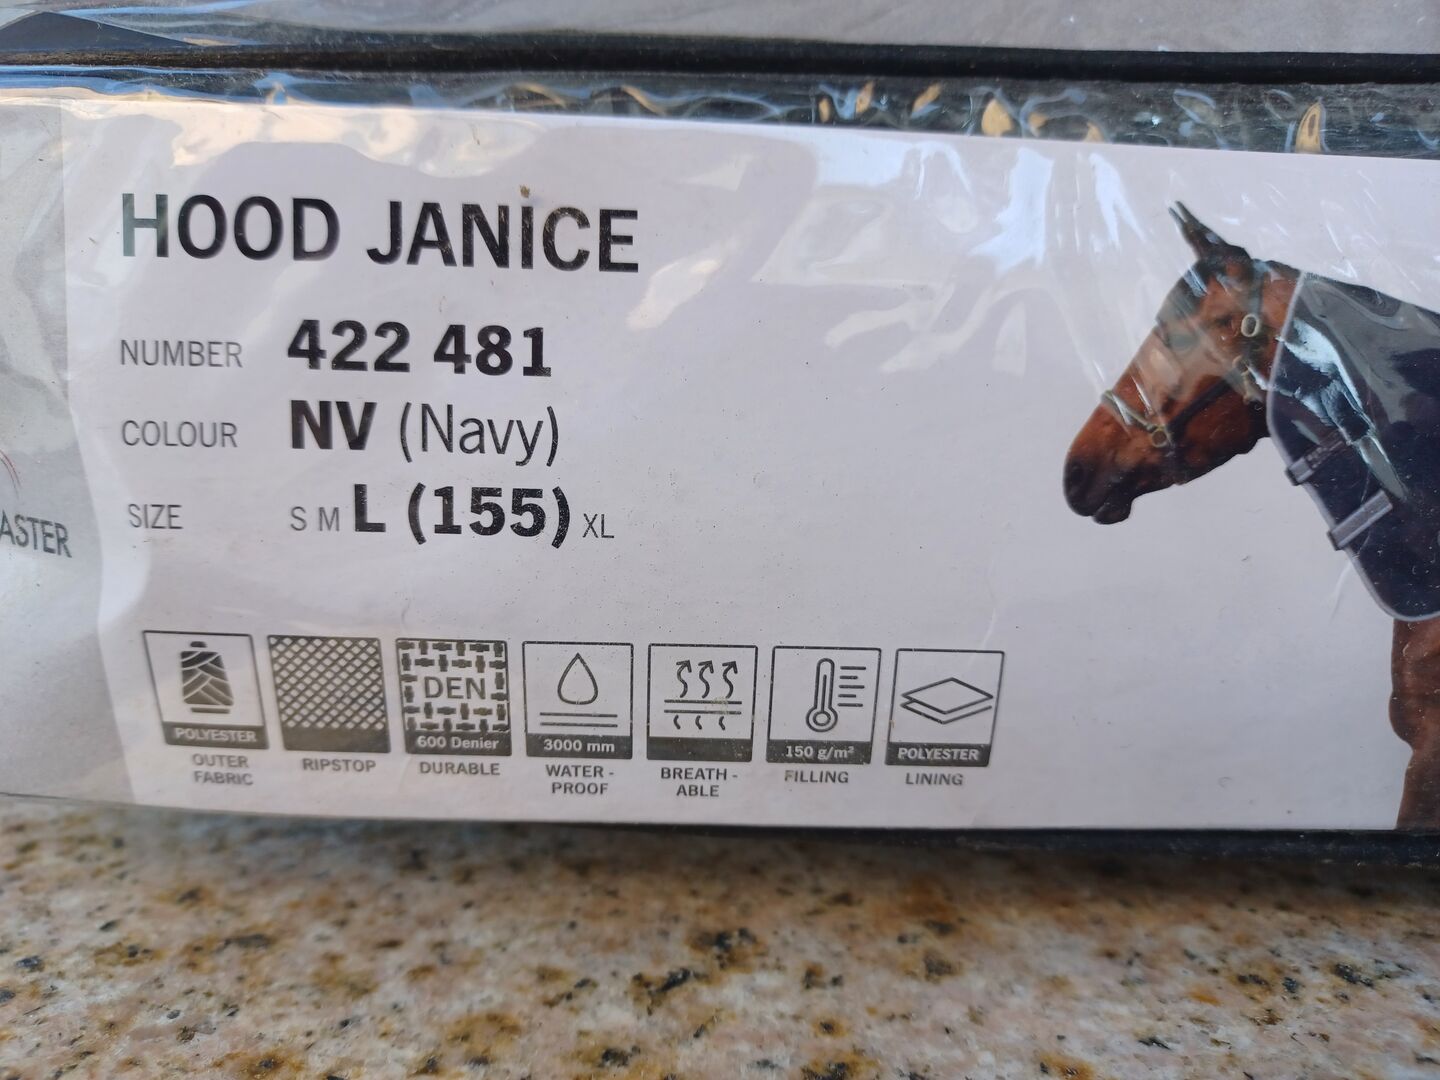 HOOD JANICE
NUMBER 422 481
COLOUR NV (Navy)
SIZE S M L (155) XL
ASTER
POLYESTER
OUTER
FABRIC
RIPSTOP
DEN
600 Denier
DURABLE
3000 mm
WATER-
PROOF
BREATH-
ABLE
150 g/m²
FILLING
POLYESTER
LINING